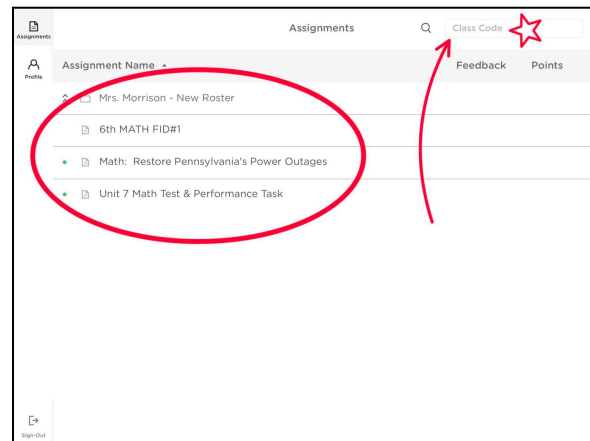 Assignments
Assignments
Class Code
Profile
Assignment Name
Feedback
Points
Mrs. Morrison - New Roster
6th MATH FID#1
Math: Restore Pennsylvania's Power Outages
Unit 7 Math Test & Performance Task
Sign-Out